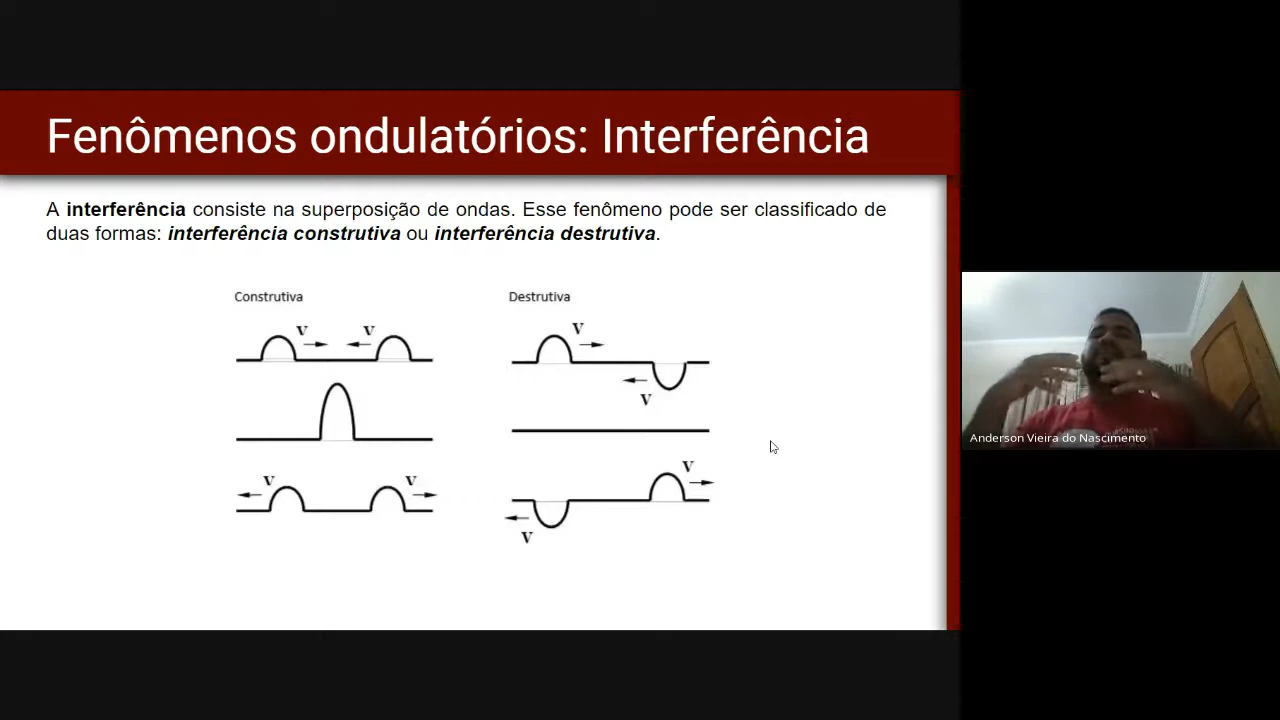 Fenômenos ondulatórios: Interferência
A interferência consiste na superposição de ondas. Esse fenômeno pode ser classificado de
duas formas: interferência construtiva ou interferência destrutiva.
Construtiva
Destrutiva
V V
V
V
V V
V
V
Anderson Vieira do Nascimento